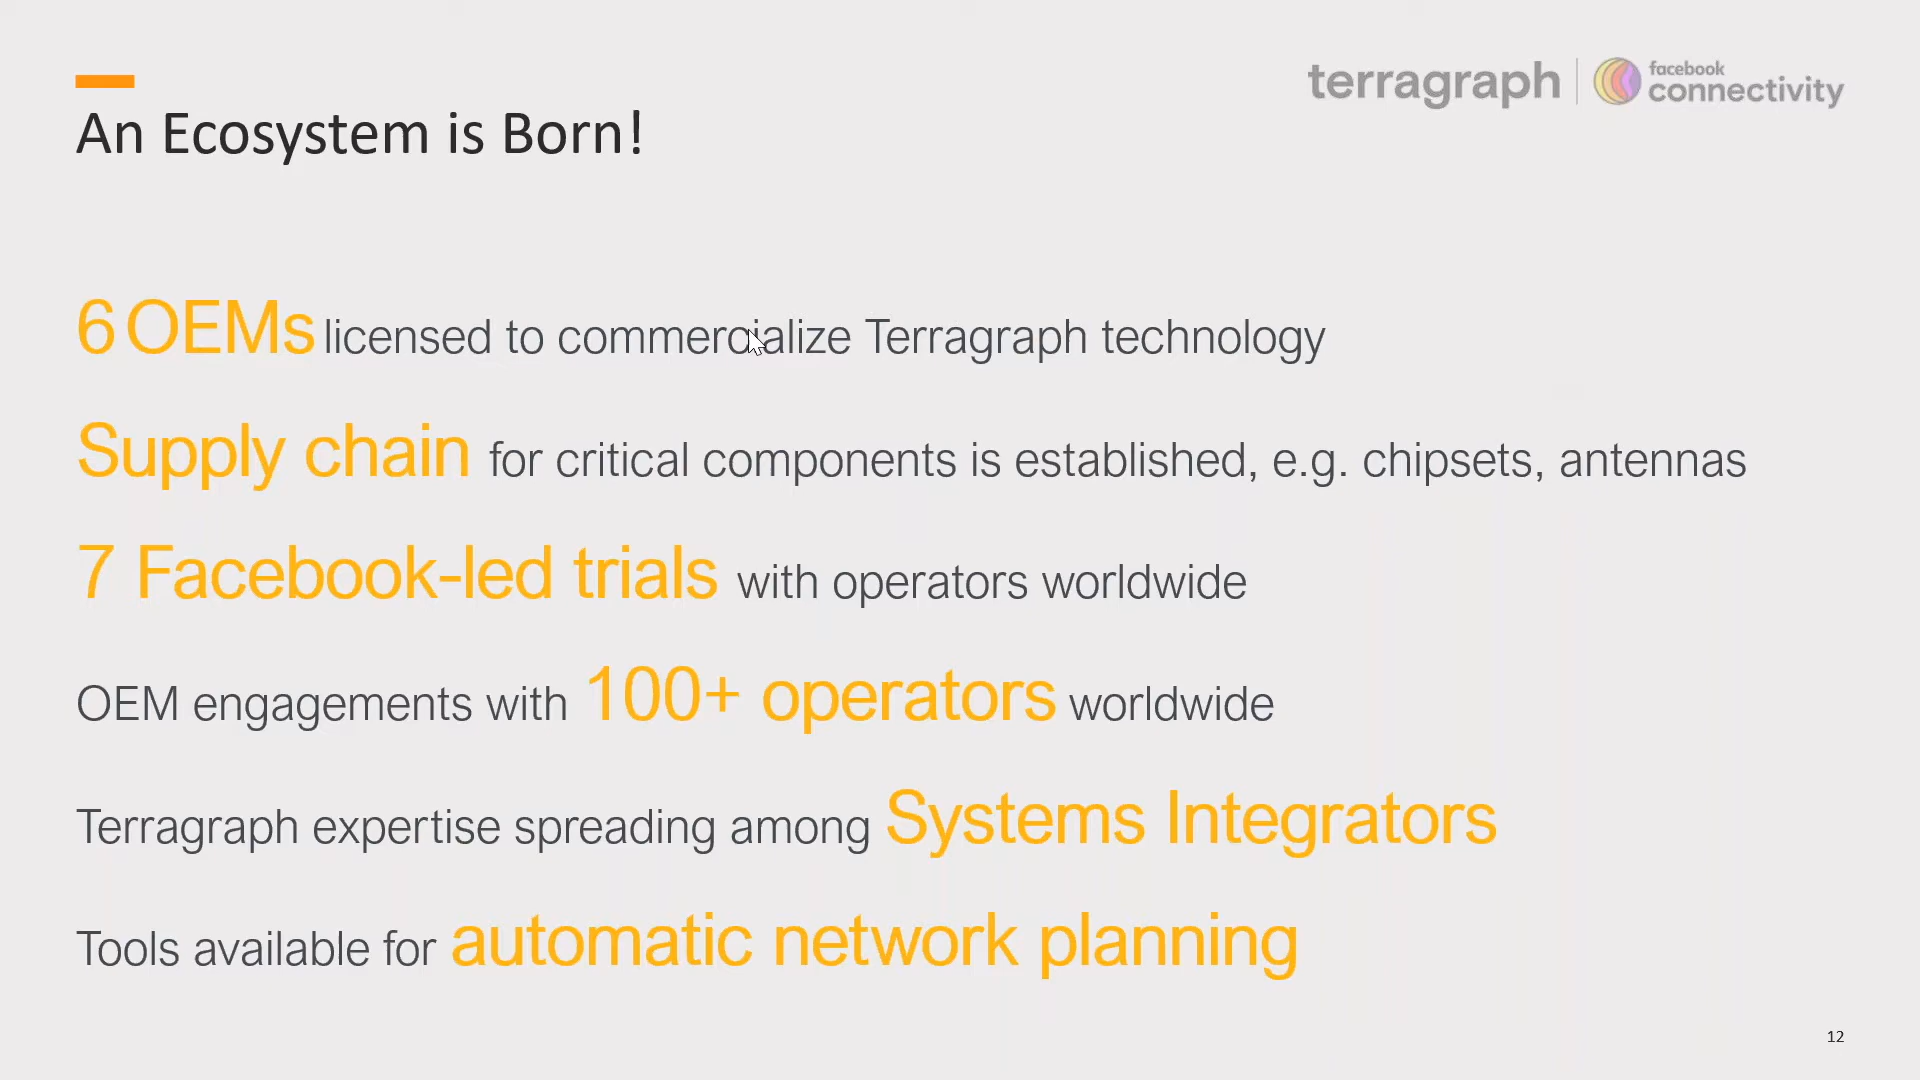 terragraph
facebook
connectivity
An Ecosystem is Born!
6 OEMs licensed to commercialize Terragraph technology
Supply chain for critical components is established, e.g. chipsets, antennas
7 Facebook-led trials with operators worldwide
OEM engagements with 100+ operators worldwide
Terragraph expertise spreading among Systems Integrators
Tools available for automatic network planning
12